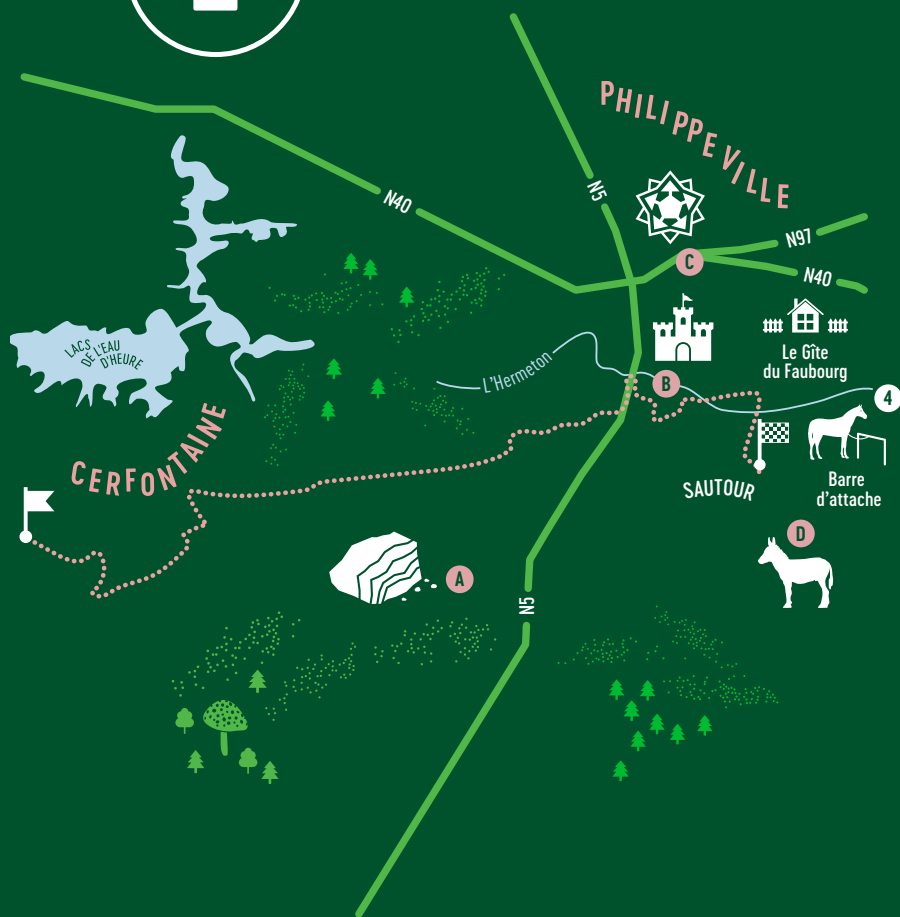 PHILIPPEVILLE
N5
N40
N97
C
N40
LACS
DE L'EAU
D'HEURE
Le Gîte
du Faubourg
L'Hermeton
B
4
CERFONTAINE
SAUTOUR
Barre
d'attache
D
A
N5